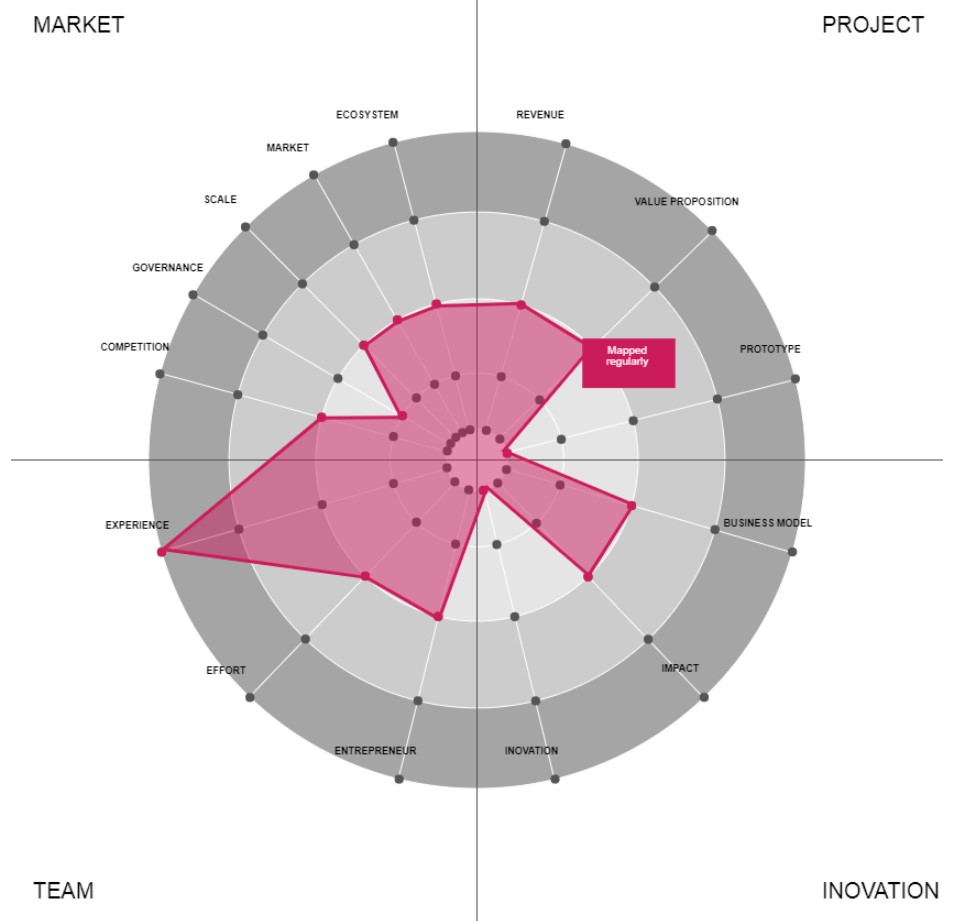 MARKET
PROJECT
ECOSYSTEM
REVENUE
MARKET
SCALE
VALUE PROPOSITION
GOVERNANCE
COMPETITION
PROTOTYPE
Mapped
regularly
EXPERIENCE
BUSINESS MODEL
EFFORT
IMPACT
ENTREPRENEUR
INOVATION
TEAM
INOVATION